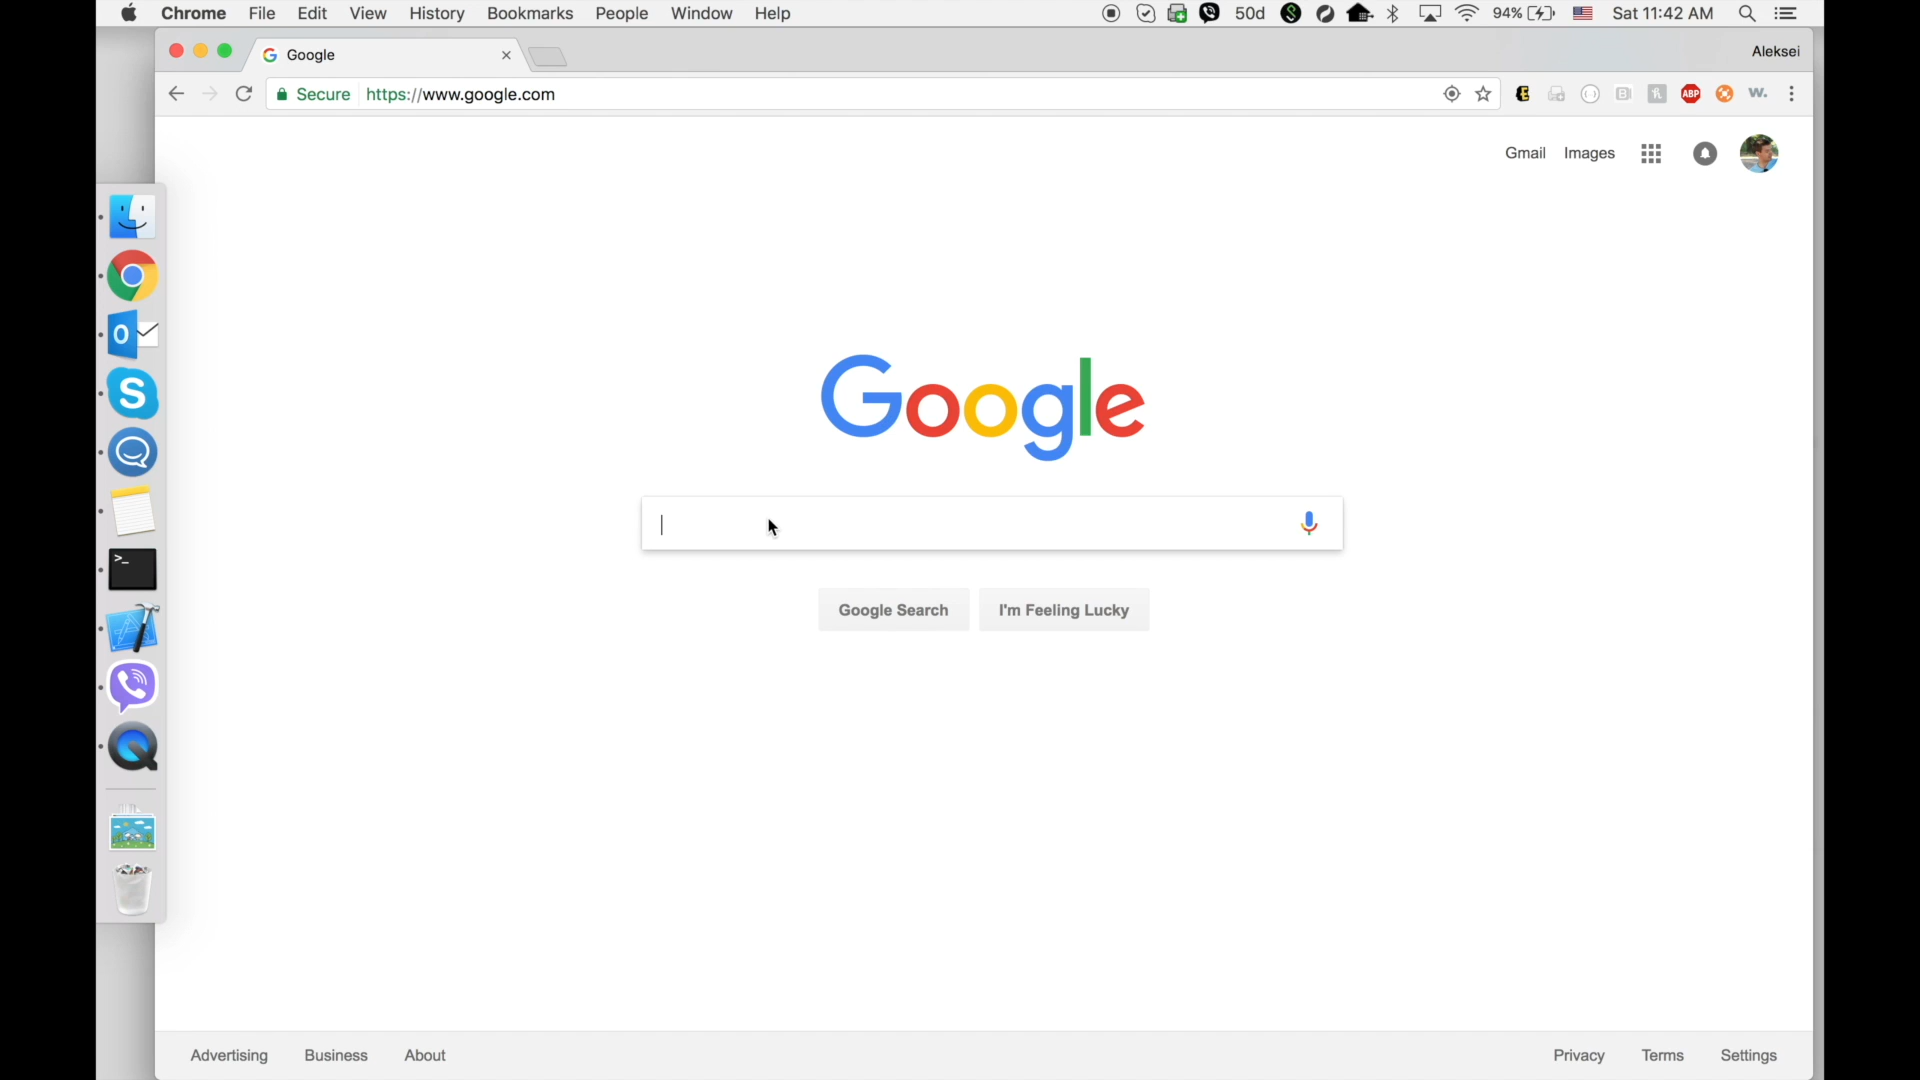 Chrome File Edit View History Bookmarks People Window Help 50d 94% Sat 11:42 AM
Google Aleksei
Secure https://www.google.com ABP w.
Gmail Images
Google
Google Search I'm Feeling Lucky
Advertising Business About Privacy Terms Settings